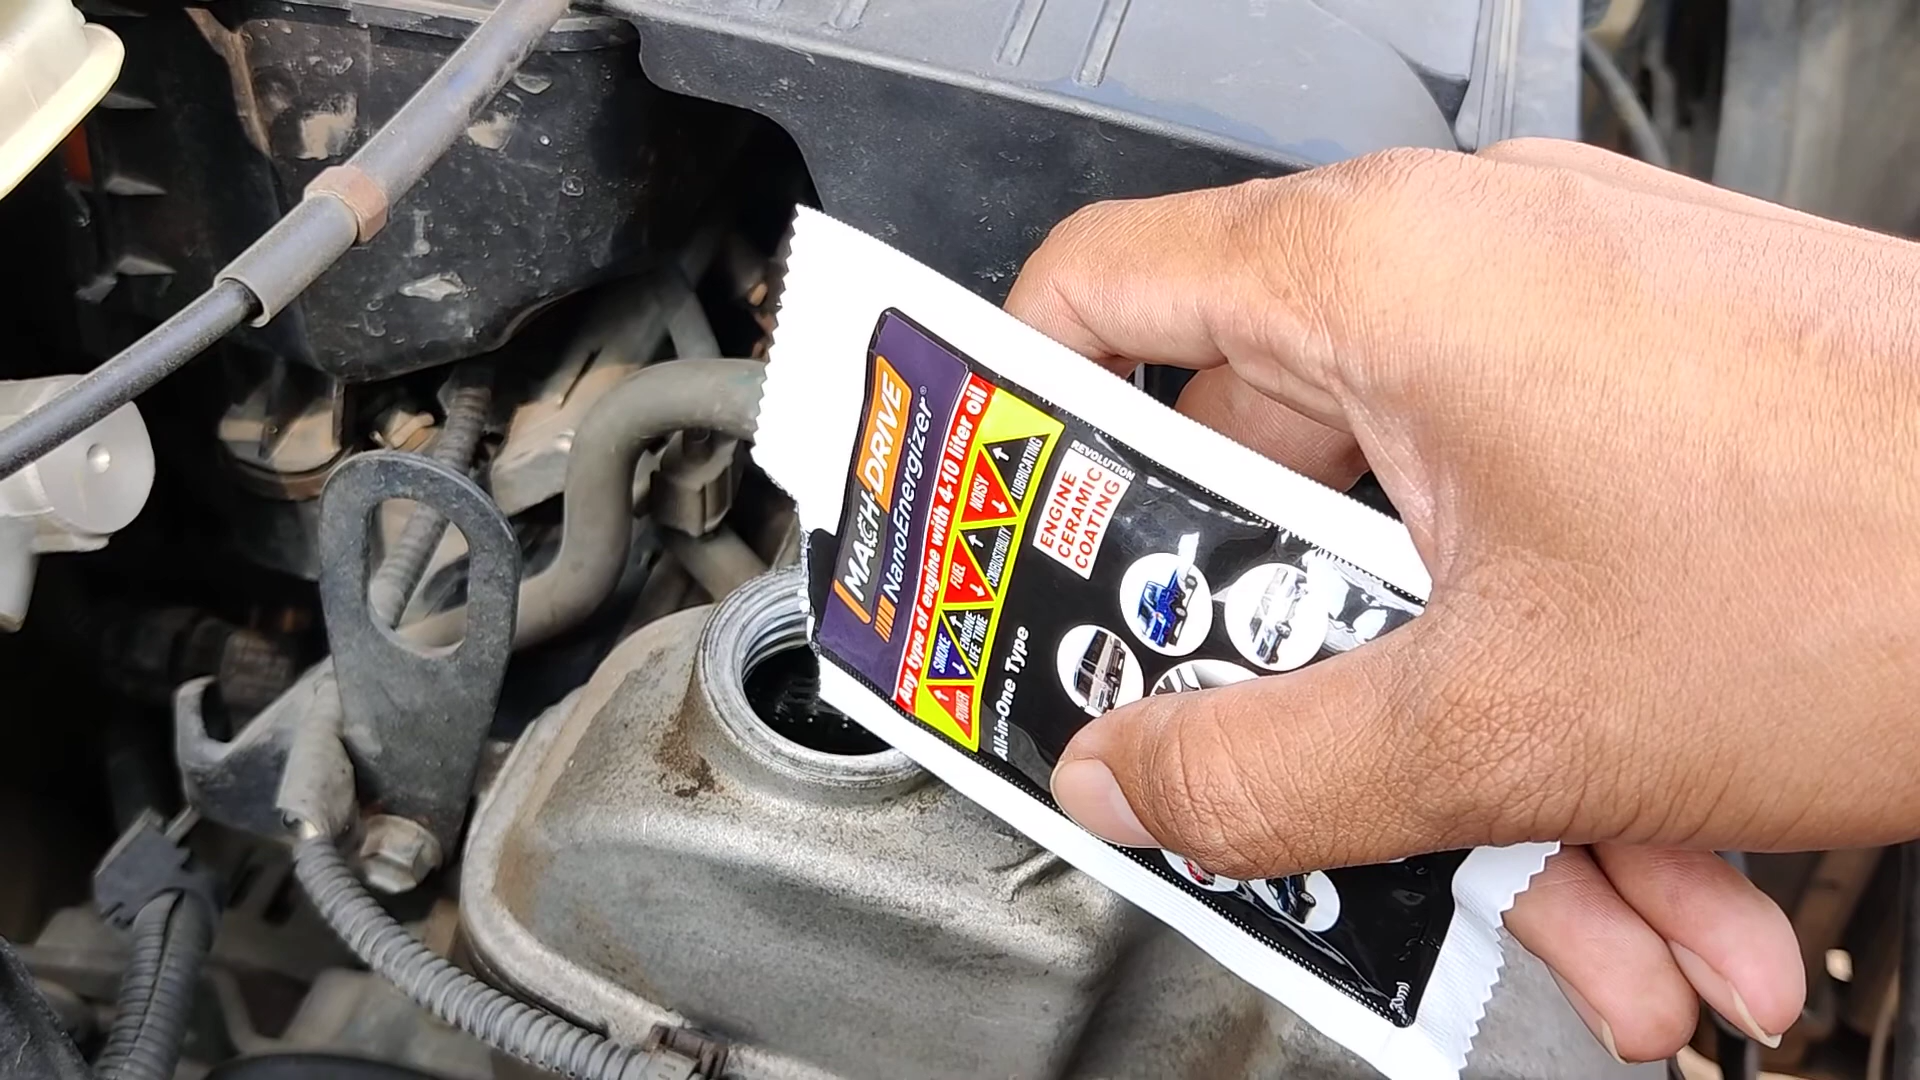 MACH-DRIVE
NanoEnergizer®
Any type of engine with 4-10 liter oil
POWER
SMOKE
ENGINE
LIFE TIME
FUEL
COMBUSTIBILITY
NOISY
LUBRICATING
REVOLUTION
ENGINE
CERAMIC
COATING
All-in-One Type